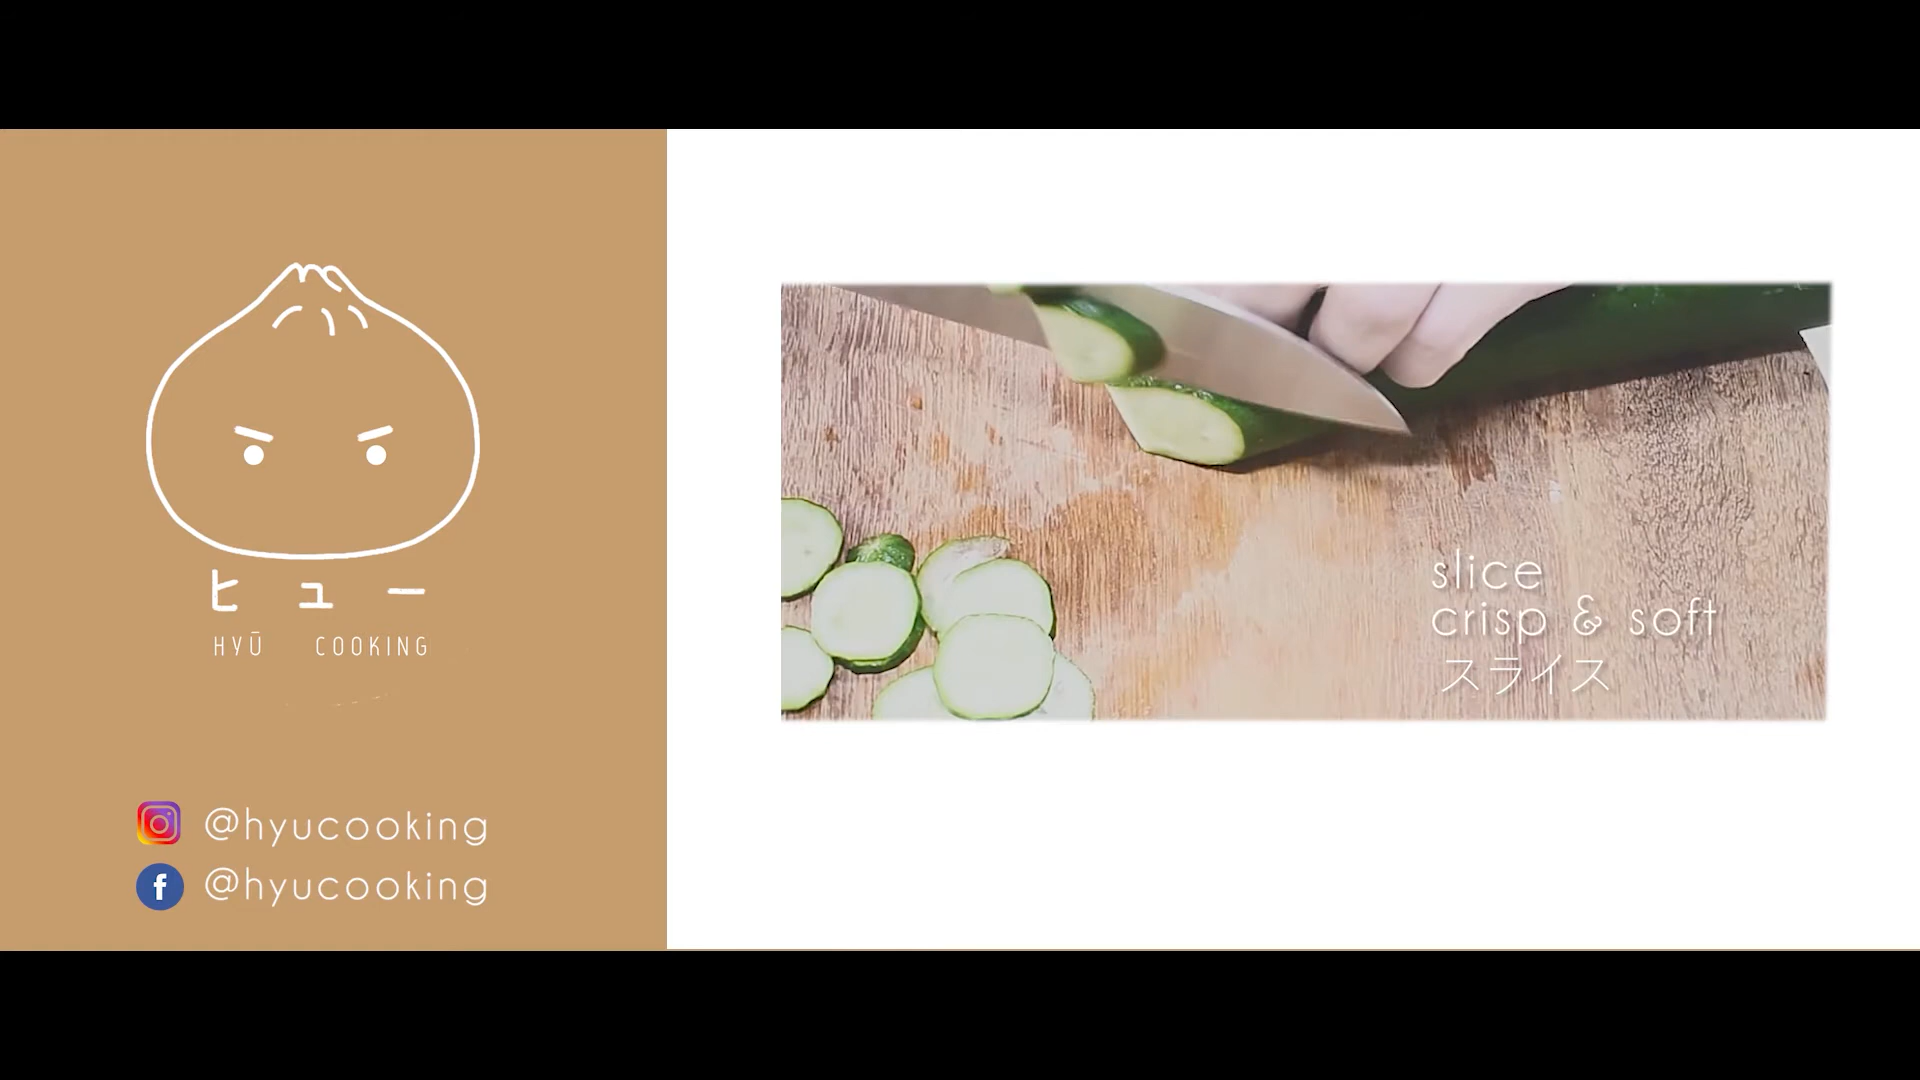 ヒュー
HYŪ COOKING
@hyucooking
@hyucooking
slice
crisp & soft
スライス